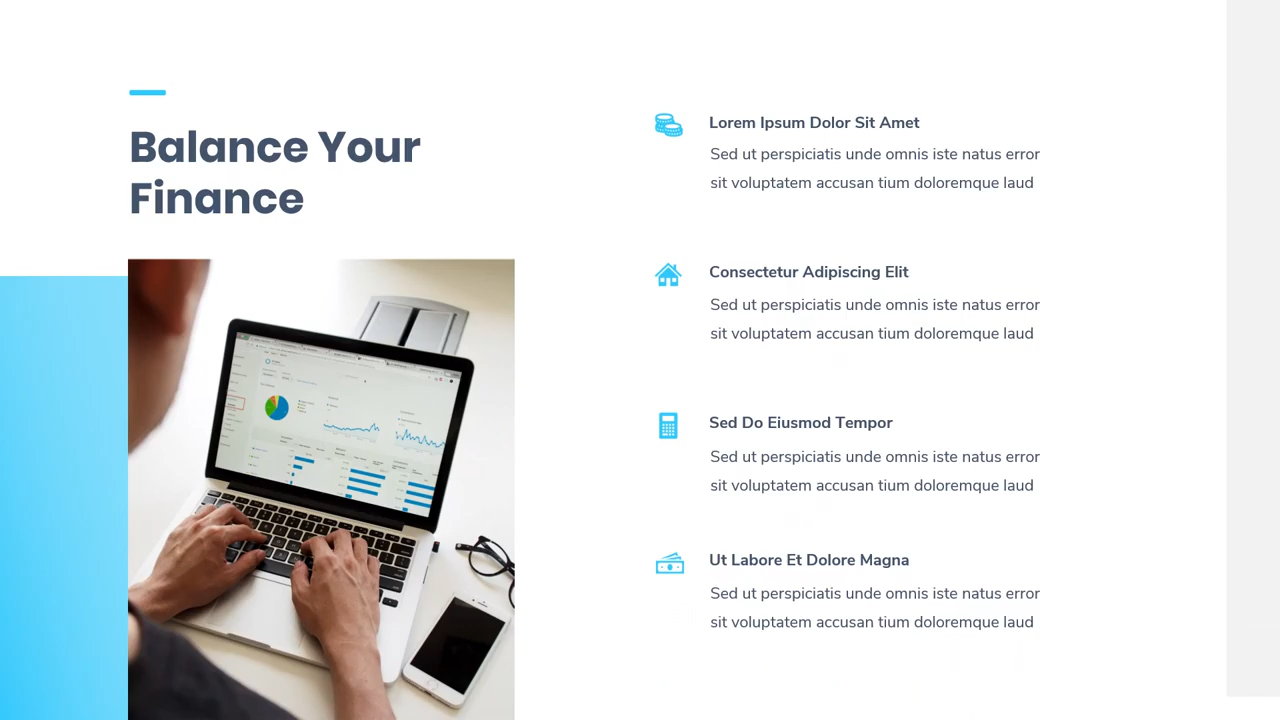 Balance Your
Finance
Lorem Ipsum Dolor Sit Amet
Sed ut perspiciatis unde omnis iste natus error
sit voluptatem accusan tium doloremque laud
Consectetur Adipiscing Elit
Sed ut perspiciatis unde omnis iste natus error
sit voluptatem accusan tium doloremque laud
Sed Do Eiusmod Tempor
Sed ut perspiciatis unde omnis iste natus error
sit voluptatem accusan tium doloremque laud
Ut Labore Et Dolore Magna
Sed ut perspiciatis unde omnis iste natus error
sit voluptatem accusan tium doloremque laud